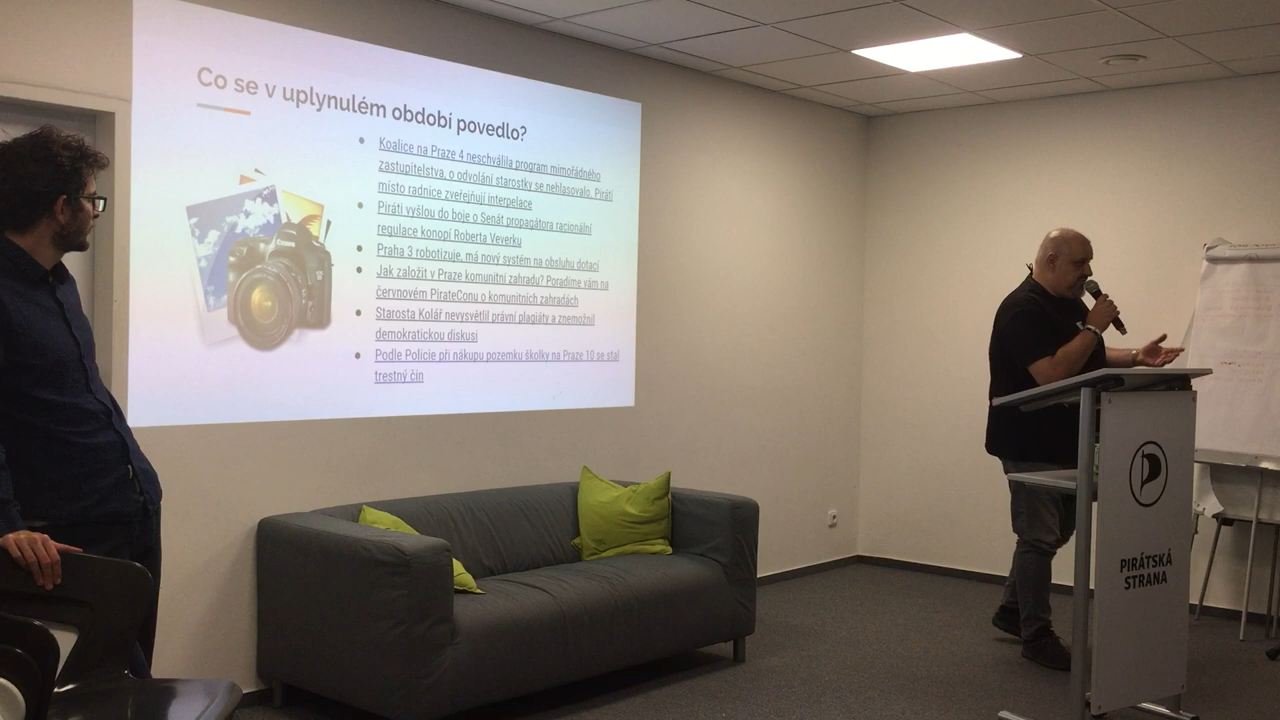 Co se v uplynulém období povedlo?
Koalice na Praze 4 neschválila program mimořádného
zastupitelstva, o odvolání starostky se nehlasovalo. Piráti
místo radnice zveřejňují interpelace
Piráti vyšlou do boje o Senát propagátora racionální
regulace konopí Roberta Veverku
Praha 3 robotizuje, má nový systém na obsluhu dotací
Jak založit v Praze komunitní zahradu? Poradíme vám na
červnovém PirateConu o komunitních zahradách
Starosta Kolář nevysvětlil právní plagiáty a znemožnil
demokratickou diskusi
Podle Policie při nákupu pozemku školky na Praze 10 se stal
trestný čin
Canon
PIRÁTSKÁ
STRANA